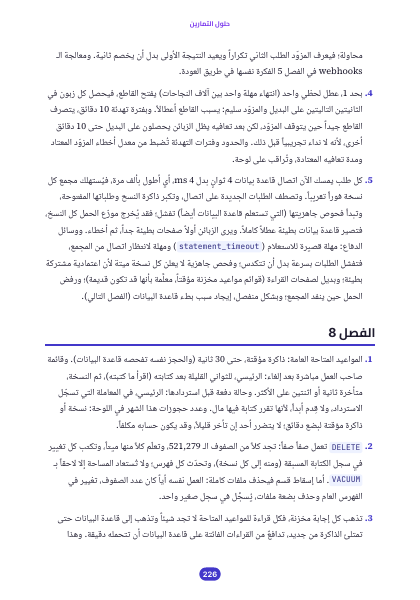 حلول التمارين
محاولة؛ فيعرف المزوّد الطلب الثاني تكراراً ويعيد النتيجة الأولى بدل أن يخصم ثانية. ومعالجة الـ
webhooks في الفصل 5 الفكرة نفسها في طريق العودة.
4. بحد 1، عطل لحظي واحد (انتهاء مهلة واحد بين آلاف النجاحات) يفتح القاطع، فيحصل كل زبون في
الثانيتين التاليتين على البديل والمزوّد سليم: يسبب القاطع أعطالاً. وبفترة تهدئة 10 دقائق، يتصرف
القاطع جيداً حين يتوقف المزوّد، لكن بعد تعافيه يظل الزبائن يحصلون على البديل حتى 10 دقائق
أخرى، لأنه لا نداء تجريبياً قبل ذلك. والحدود وفترات التهدئة تُضبط من معدل أخطاء المزوّد المعتاد
ومدة تعافيه المعتادة، وتُراقب على لوحة.
5. كل طلب يمسك الآن اتصال قاعدة بيانات 4 ثوانٍ بدل 4 ms، أي أطول بألف مرة، فيُستهلك مجمع كل
نسخة فوراً تقريباً. وتصطف الطلبات الجديدة على اتصال، وتكبر ذاكرة النسخ وطلباتها المفتوحة،
وتبدأ فحوص جاهزيتها (التي تستعلم قاعدة البيانات أيضاً) تفشل؛ فقد يُخرج موزّع الحمل كل النسخ،
فتصير قاعدة بيانات بطيئة عطلاً كاملاً. ويرى الزبائن أولاً صفحات بطيئة جداً، ثم أخطاء. ووسائل
الدفاع: مهلة قصيرة للاستعلام (statement_timeout) ومهلة لانتظار اتصال من المجمع،
فتفشل الطلبات بسرعة بدل أن تتكدس؛ وفحص جاهزية لا يعلن كل نسخة ميتة لأن اعتمادية مشتركة
بطيئة؛ وبديل لصفحات القراءة (قوائم مواعيد مخزنة مؤقتاً، معلّمة بأنها قد تكون قديمة)؛ ورفض
الحمل حين ينفد المجمع؛ وبشكل منفصل، إيجاد سبب بطء قاعدة البيانات (الفصل التالي).
الفصل 8
1. المواعيد المتاحة العامة: ذاكرة مؤقتة، حتى 30 ثانية (والحجز نفسه تفحصه قاعدة البيانات). وقائمة
صاحب العمل مباشرة بعد إلغاء: الرئيسي، للثواني القليلة بعد كتابته (اقرأ ما كتبته)، ثم النسخة،
متأخرة ثانية أو اثنتين على الأكثر. وحالة دفعة قبل استردادها: الرئيسي، في المعاملة التي تسجّل
الاسترداد، ولا قِدم أبداً، لأنها تقرر كتابة فيها مال. وعدد حجوزات هذا الشهر في اللوحة: نسخة أو
ذاكرة مؤقتة لبضع دقائق؛ لا يتضرر أحد إن تأخر قليلاً، وقد يكون حسابه مكلفاً.
2. DELETE تعمل صفاً صفاً: تجد كلاً من الصفوف الـ 521,279، وتعلّم كلاً منها ميتاً، وتكتب كل تغيير
في سجل الكتابة المسبقة (ومنه إلى كل نسخة)، وتحدّث كل فهرس؛ ولا تُستعاد المساحة إلا لاحقاً بـ
VACUUM. أما إسقاط قسم فيحذف ملفات كاملة: العمل نفسه أياً كان عدد الصفوف، تغيير في
الفهرس العام وحذف بضعة ملفات، يُسجَّل في سجل صغير واحد.
3. تذهب كل إجابة مخزنة، فكل قراءة للمواعيد المتاحة لا تجد شيئاً وتذهب إلى قاعدة البيانات حتى
تمتلئ الذاكرة من جديد، تدافعٌ من القراءات الفائتة على قاعدة البيانات أن تتحمله دقيقة. وهذا
226